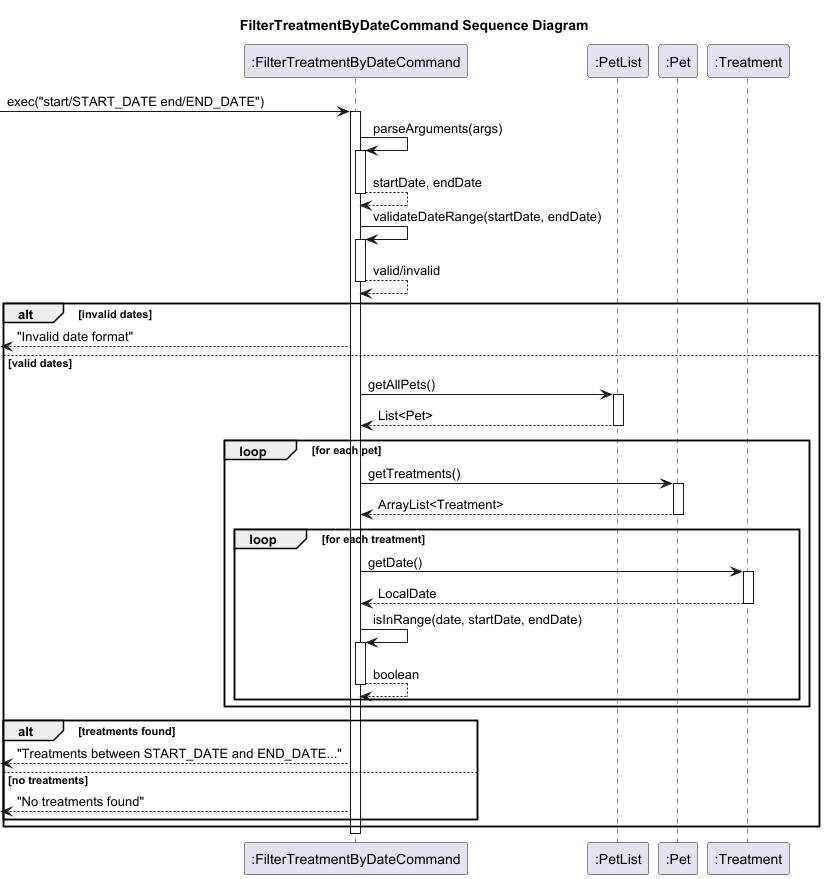 FilterTreatmentByDateCommand Sequence Diagram
:FilterTreatmentByDateCommand :PetList :Pet :Treatment
exec("start/START_DATE end/END_DATE")
parseArguments(args)
startDate, endDate
validateDateRange(startDate, endDate)
valid/invalid
alt [invalid dates]
"Invalid date format"
[valid dates]
getAllPets()
List<Pet>
loop [for each pet]
getTreatments()
ArrayList<Treatment>
loop [for each treatment]
getDate()
LocalDate
isInRange(date, startDate, endDate)
boolean
alt [treatments found]
"Treatments between START_DATE and END_DATE..."
[no treatments]
"No treatments found"
:FilterTreatmentByDateCommand :PetList :Pet :Treatment